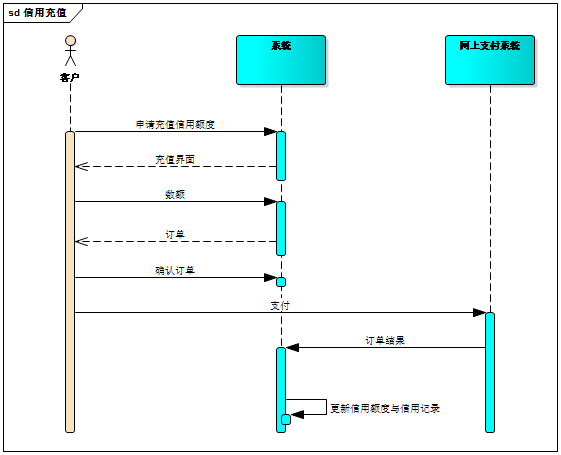 sd 信用充值
客户
系统
网上支付系统
申请充值信用额度
充值界面
数额
订单
确认订单
支付
订单结果
更新信用额度与信用记录